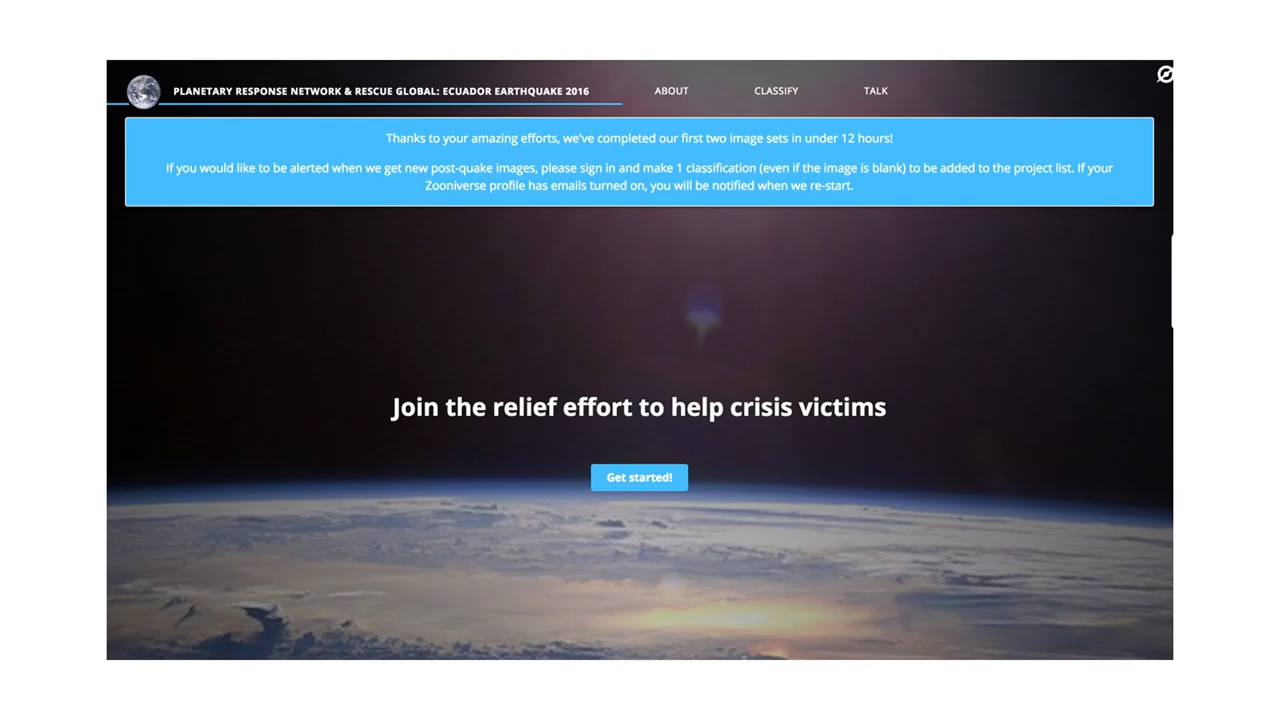 PLANETARY RESPONSE NETWORK & RESCUE GLOBAL: ECUADOR EARTHQUAKE 2016 ABOUT CLASSIFY TALK
Thanks to your amazing efforts, we've completed our first two image sets in under 12 hours!
If you would like to be alerted when we get new post-quake images, please sign in and make 1 classification (even if the image is blank) to be added to the project list. If your
Zooniverse profile has emails turned on, you will be notified when we re-start.
Join the relief effort to help crisis victims
Get started!